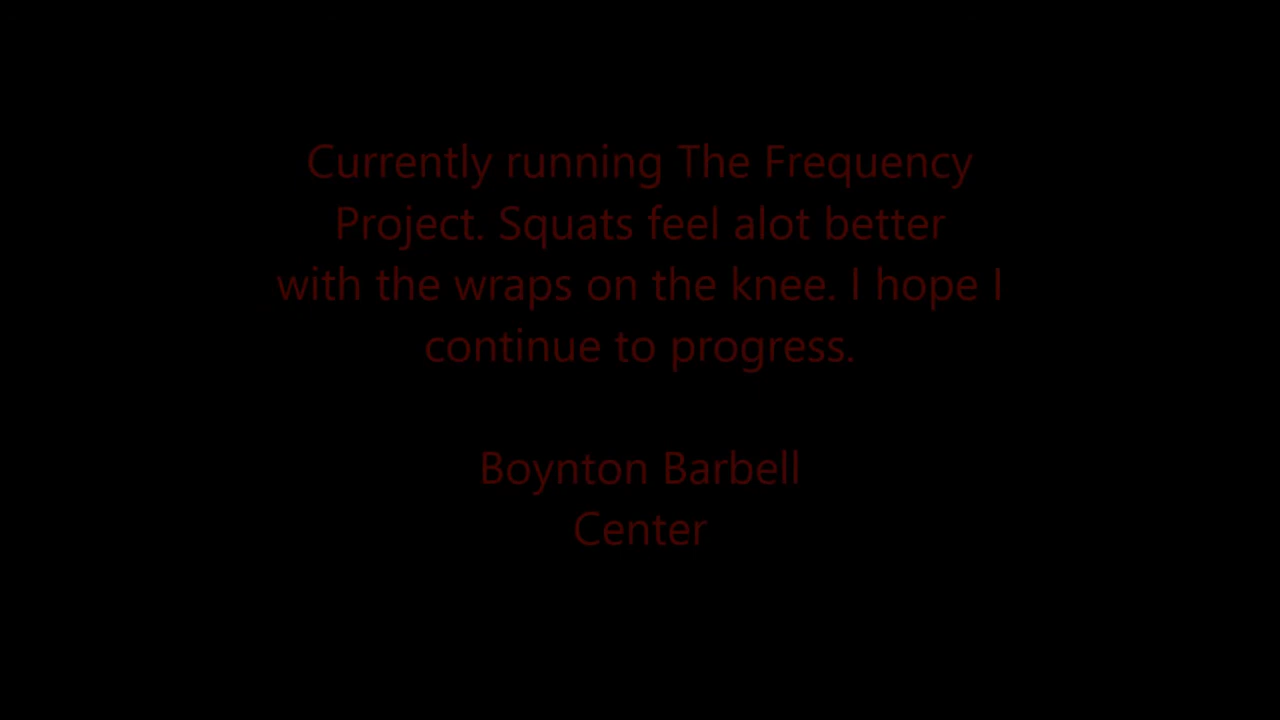 Currently running The Frequency
Project. Squats feel alot better
with the wraps on the knee. I hope I
continue to progress.
Boynton Barbell
Center